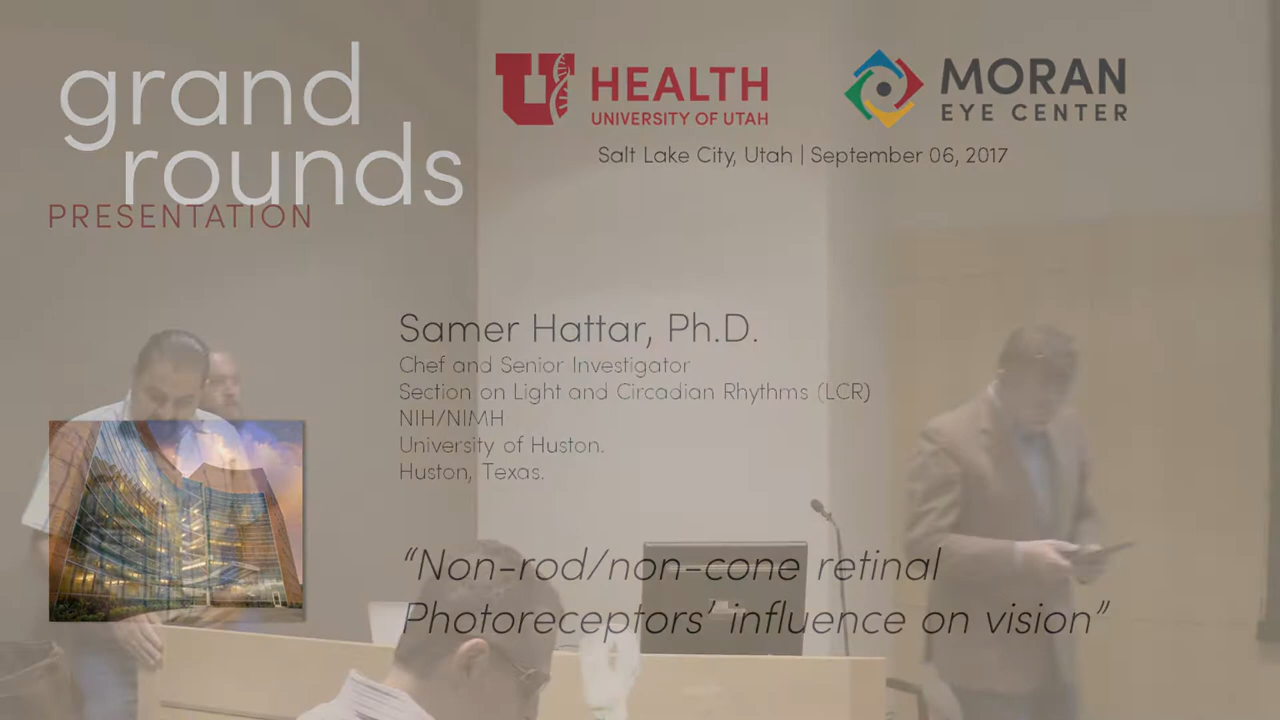 grand
rounds
PRESENTATION
HEALTH
UNIVERSITY OF UTAH
MORAN
EYE CENTER
Salt Lake City, Utah | September 06, 2017
Samer Hattar, Ph.D.
Chef and Senior Investigator
Section on Light and Circadian Rhythms (LCR)
NIH/NIMH
University of Huston.
Huston, Texas.
“Non-rod/non-cone retinal
Photoreceptors’ influence on vision”